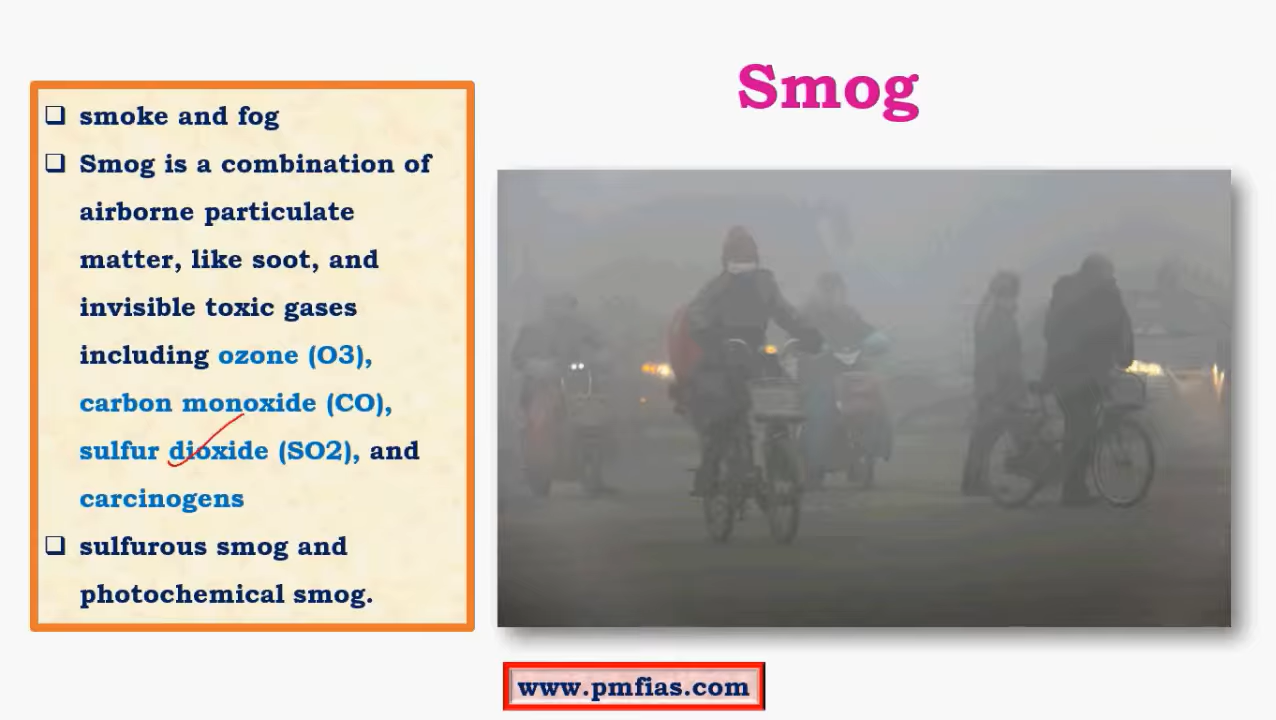 Smog
❑ smoke and fog
❑ Smog is a combination of
airborne particulate
matter, like soot, and
invisible toxic gases
including ozone (O3),
carbon monoxide (CO),
sulfur dioxide (SO2), and
carcinogens
❑ sulfurous smog and
photochemical smog.
www.pmfias.com